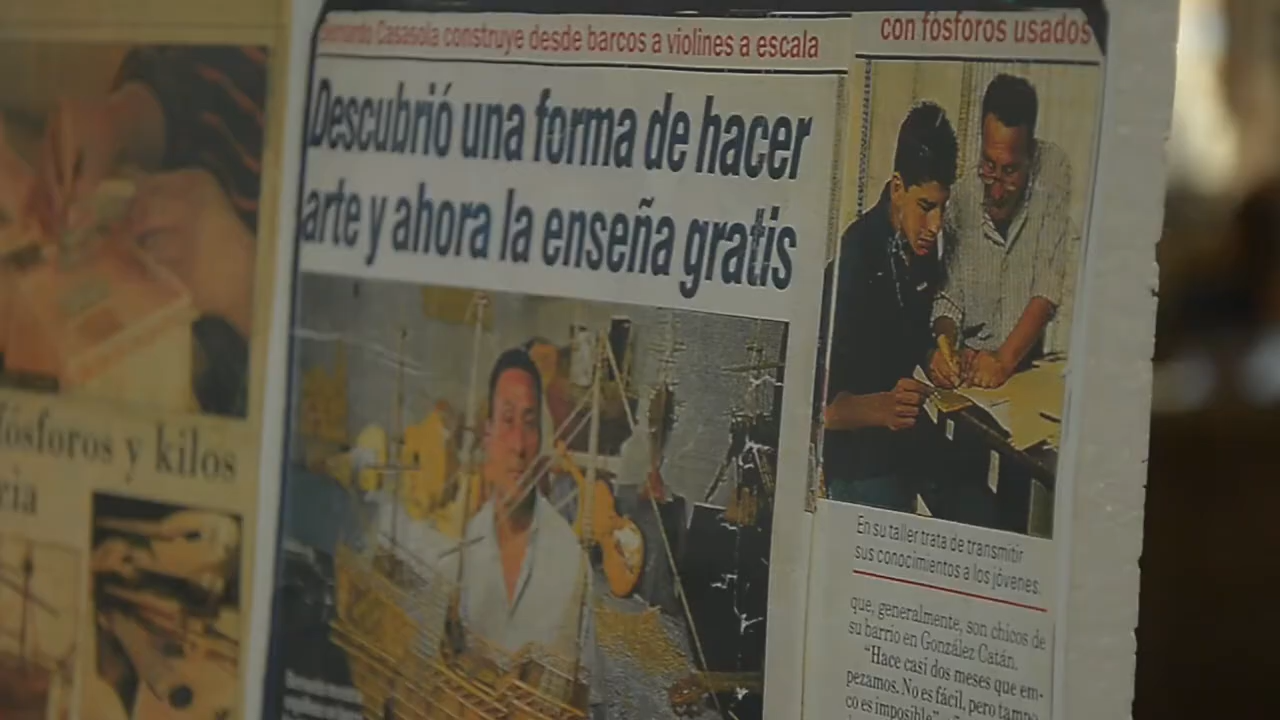 Casasola construye desde barcos a violines a escala
con fósforos usados
Descubrió una forma de hacer
arte y ahora la enseña gratis
En su taller trata de transmitir
sus conocimientos a los jóvenes.
que, generalmente, son chicos de
su barrio en González Catán.
"Hace casi dos meses que em-
pezamos. No es fácil, pero tampo-
co es imposible"
fósforos y kilos